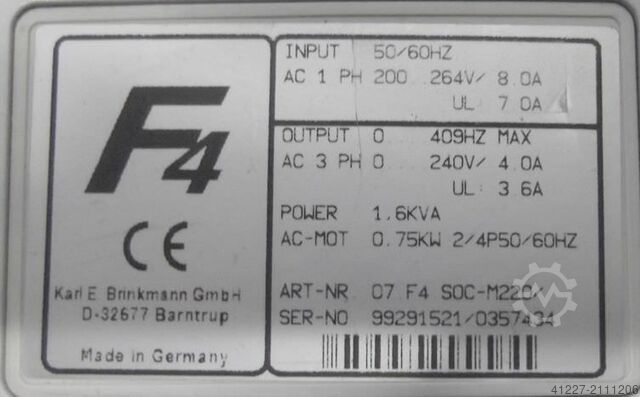 F4
CE
Karl E. Brinkmann GmbH
D-32677 Barntrup
Made in Germany
INPUT 50/60HZ
AC 1 PH 200...264V/ 8.0A
UL: 7.0A
OUTPUT 0...409HZ MAX
AC 3 PH 0...240V/ 4.0A
UL: 3.6A
POWER 1.6KVA
AC-MOT 0.75KW 2/4P50/60HZ
ART-NR 07.F4.S0C-M220/
SER-NO 99291521/0357434
41227-2111206